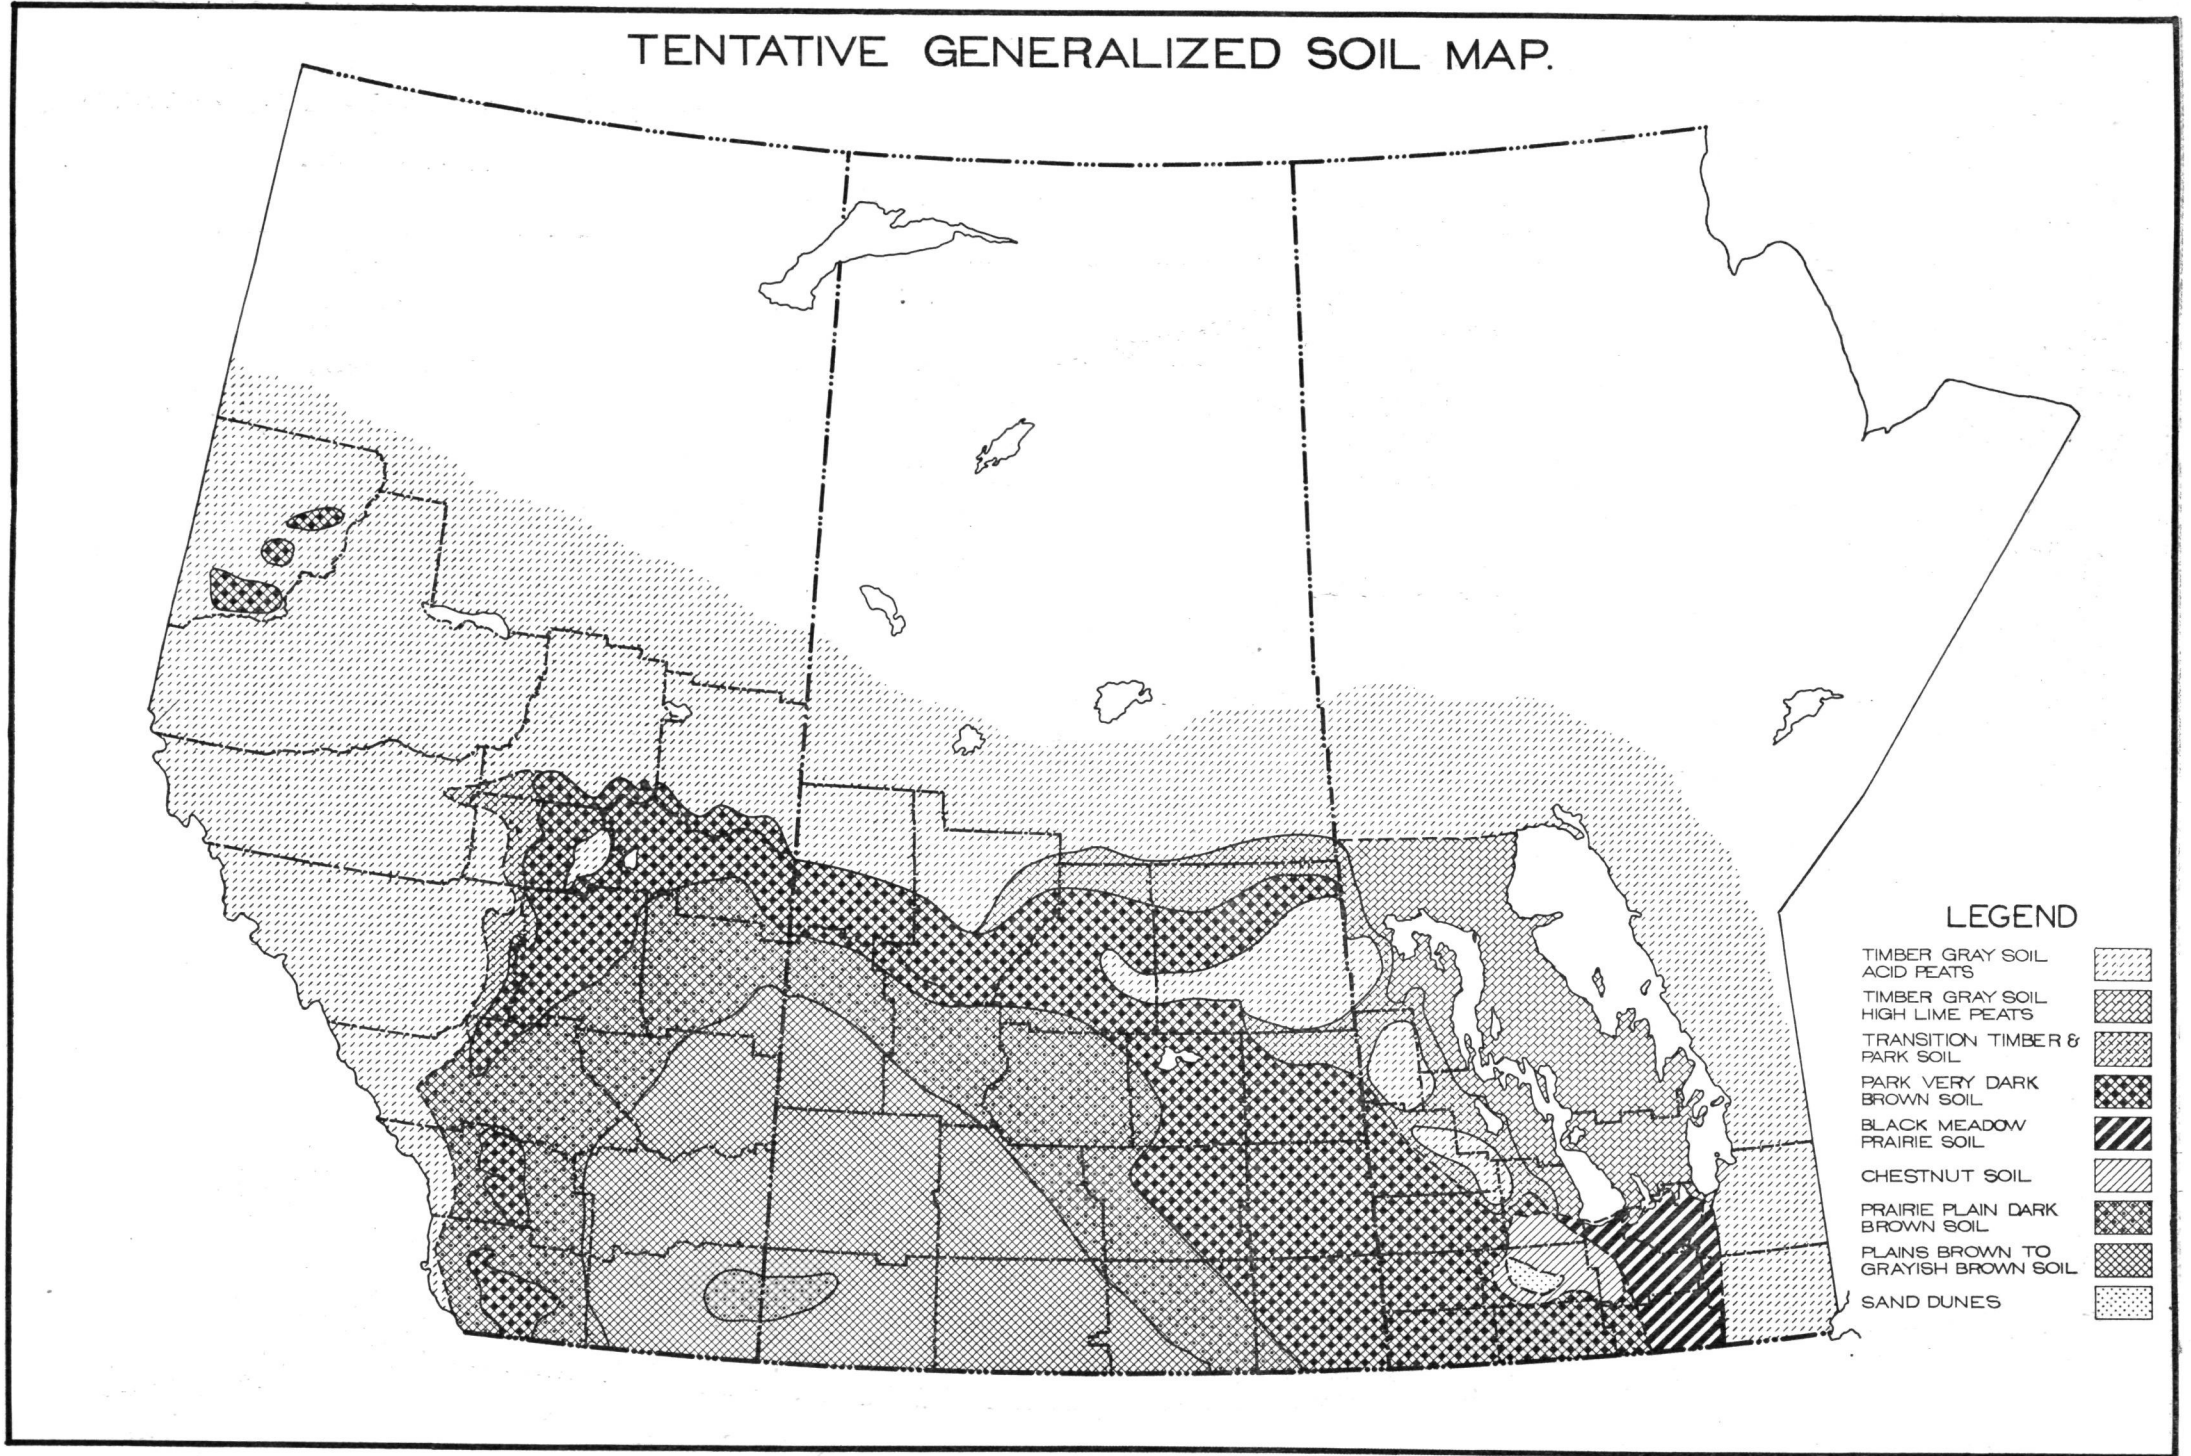 TENTATIVE GENERALIZED SOIL MAP.
LEGEND
TIMBER GRAY SOIL
ACID PEATS
TIMBER GRAY SOIL
HIGH LIME PEATS
TRANSITION TIMBER &
PARK SOIL
PARK VERY DARK
BROWN SOIL
BLACK MEADOW
PRAIRIE SOIL
CHESTNUT SOIL
PRAIRIE PLAIN DARK
BROWN SOIL
PLAINS BROWN TO
GRAYISH BROWN SOIL
SAND DUNES